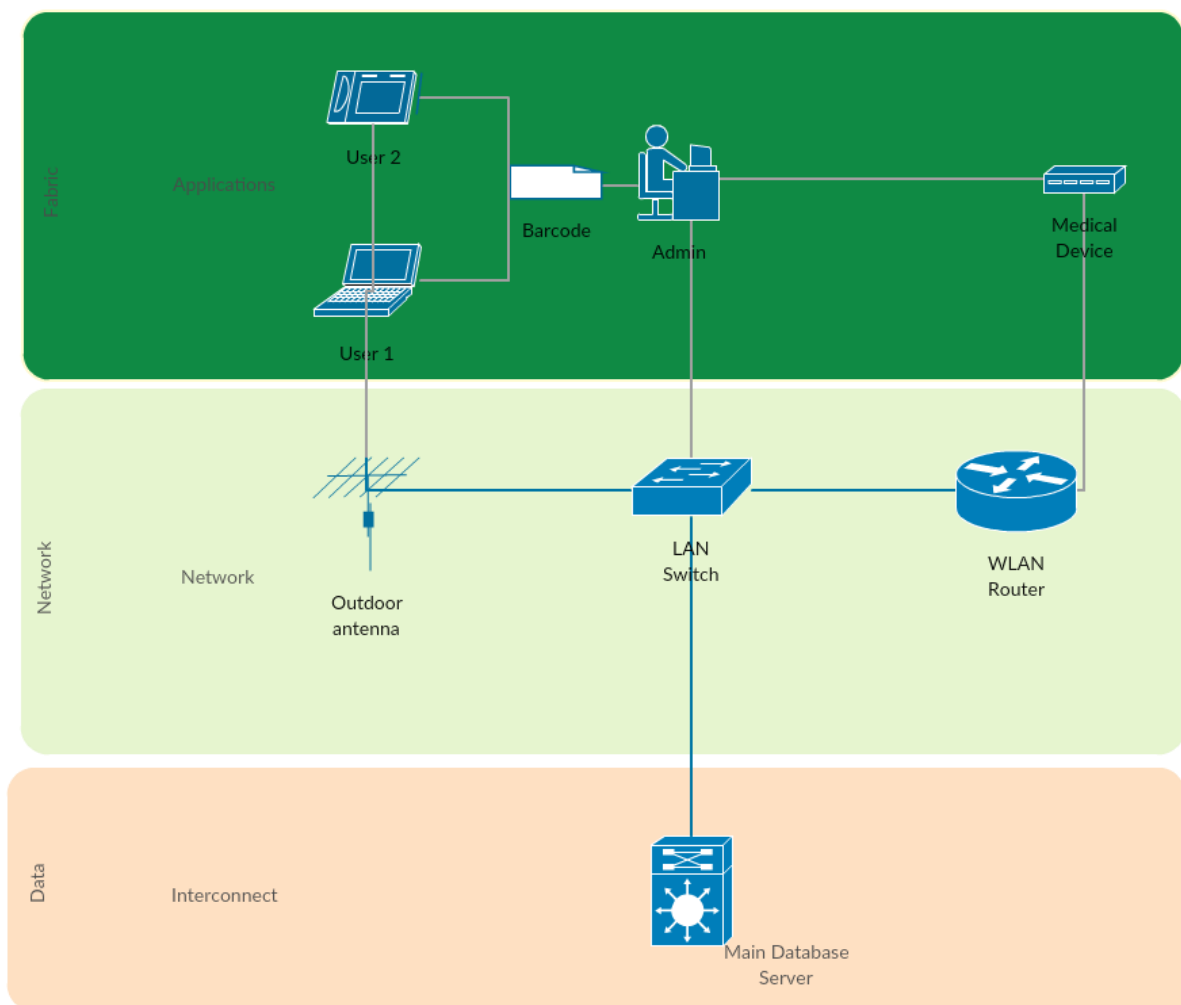 Fabric
Applications
User 2
User 1
Barcode
Admin
Medical
Device
Network
Network
Outdoor
antenna
LAN
Switch
WLAN
Router
Data
Interconnect
Main Database
Server